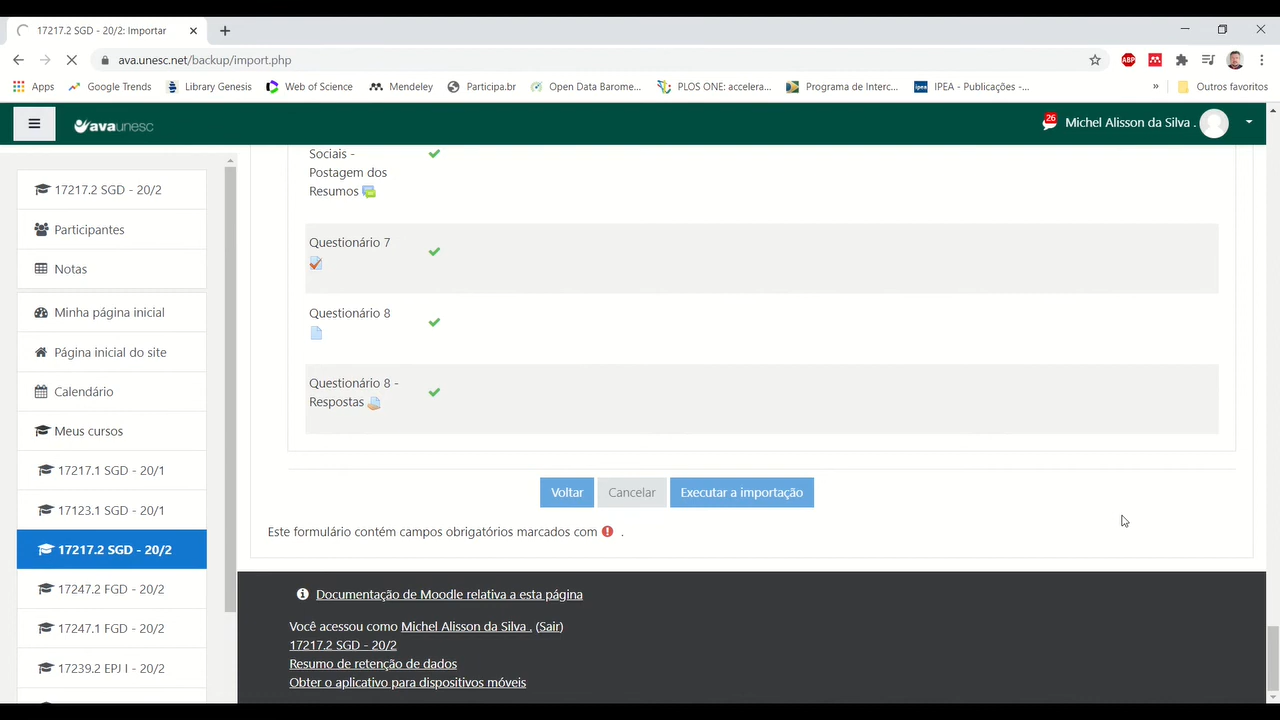 17217.2 SGD - 20/2: Importar
ava.unesc.net/backup/import.php
Apps
Google Trends
Library Genesis
Web of Science
Mendeley
Participa.br
Open Data Barome...
PLOS ONE: accelera...
Programa de Interc...
ipea
IPEA - Publicações -...
»
Outros favoritos
ABP
avaunesc
26
Michel Alisson da Silva .
17217.2 SGD - 20/2
Participantes
Notas
Minha página inicial
Página inicial do site
Calendário
Meus cursos
17217.1 SGD - 20/1
17123.1 SGD - 20/1
17217.2 SGD - 20/2
17247.2 FGD - 20/2
17247.1 FGD - 20/2
17239.2 EPJ I - 20/2
Sociais -
Postagem dos
Resumos
Questionário 7
Questionário 8
Questionário 8 -
Respostas
Voltar
Cancelar
Executar a importação
Este formulário contém campos obrigatórios marcados com .
Documentação de Moodle relativa a esta página
Você acessou como Michel Alisson da Silva . (Sair)
17217.2 SGD - 20/2
Resumo de retenção de dados
Obter o aplicativo para dispositivos móveis